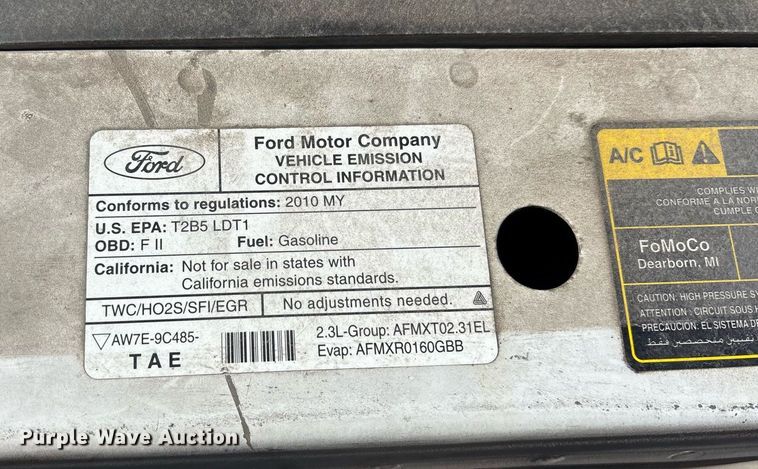 Ford
Ford Motor Company
VEHICLE EMISSION
CONTROL INFORMATION
Conforms to regulations: 2010 MY
U.S. EPA: T2B5 LDT1
OBD: F II Fuel: Gasoline
California: Not for sale in states with
California emissions standards.
TWC/HO2S/SFI/EGR No adjustments needed.
AW7E-9C485-
T A E
2.3L-Group: AFMXT02.31EL
Evap: AFMXR0160GBB
A/C
COMPLIES
CONFORME A LA
CUMPLE
FoMoCo
Dearborn, MI
CAUTION: HIGH PRESSURE
ATTENTION : CIRCUIT SOUS
PRECAUCION: EL SISTEMA DE
متخصصين فقط
Purple Wave Auction